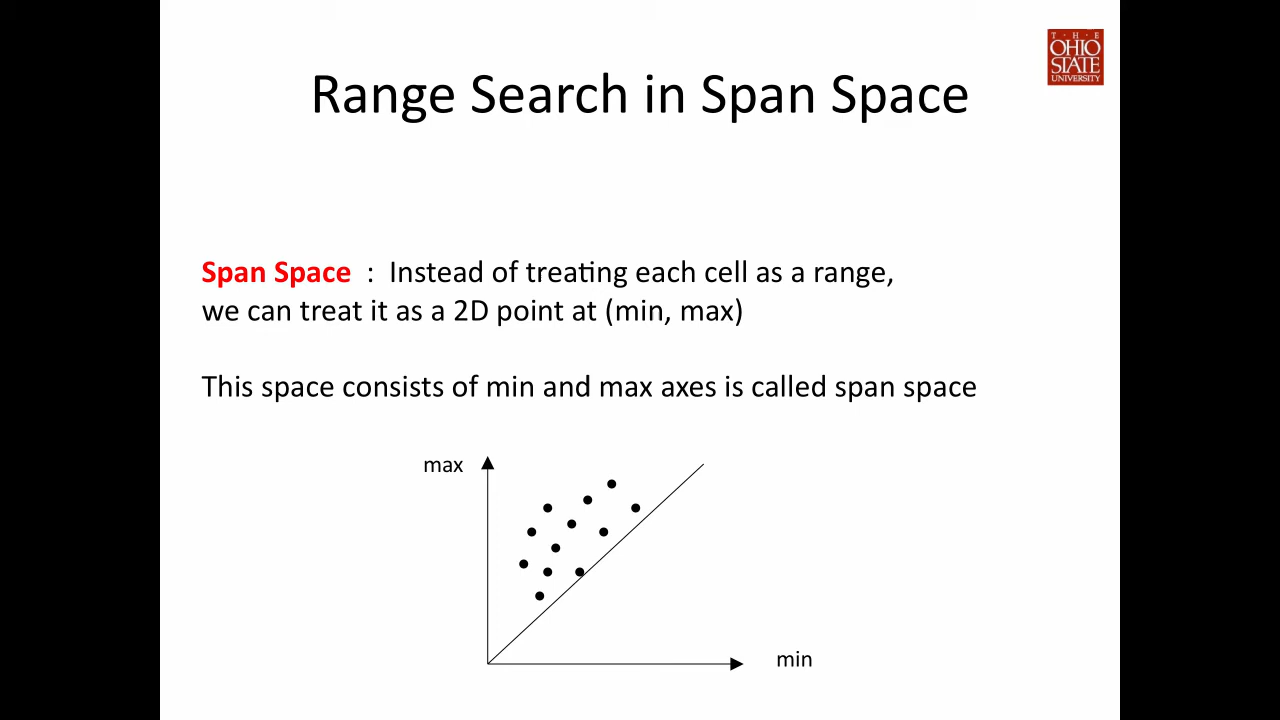 T · H · E
OHIO
STATE
UNIVERSITY
Range Search in Span Space
Span Space : Instead of treating each cell as a range,
we can treat it as a 2D point at (min, max)
This space consists of min and max axes is called span space
max
min